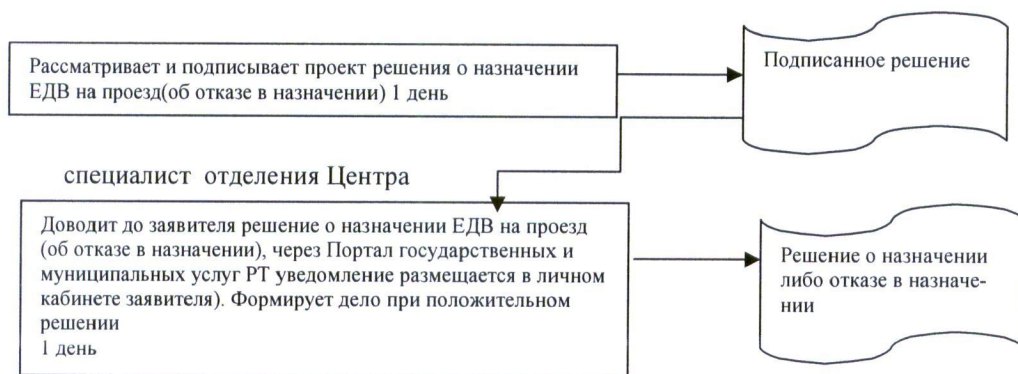 Рассматривает и подписывает проект решения о назначении
ЕДВ на проезд(об отказе в назначении) 1 день
Подписанное решение
специалист отделения Центра
Доводит до заявителя решение о назначении ЕДВ на проезд
(об отказе в назначении), через Портал государственных и
муниципальных услуг РТ уведомление размещается в личном
кабинете заявителя). Формирует дело при положительном
решении
1 день
Решение о назначении
либо отказе в назначе-
нии